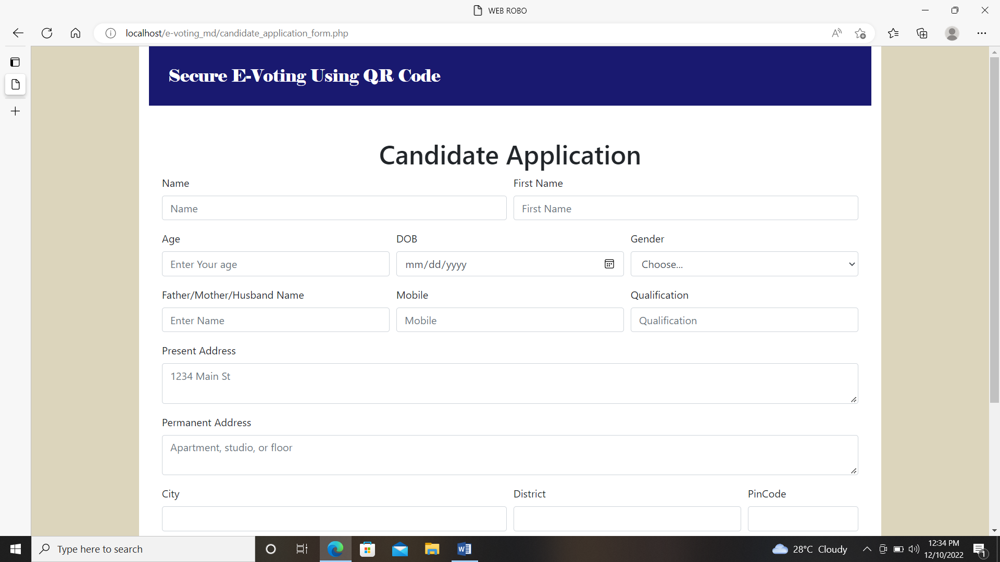 WEB ROBO
localhost/e-voting_md/candidate_application_form.php
Secure E-Voting Using QR Code
Candidate Application
Name First Name
Name First Name
Age DOB Gender
Enter Your age mm/dd/yyyy Choose...
Father/Mother/Husband Name Mobile Qualification
Enter Name Mobile Qualification
Present Address
1234 Main St
Permanent Address
Apartment, studio, or floor
City District PinCode
Type here to search 28°C Cloudy 12:34 PM
12/10/2022 1